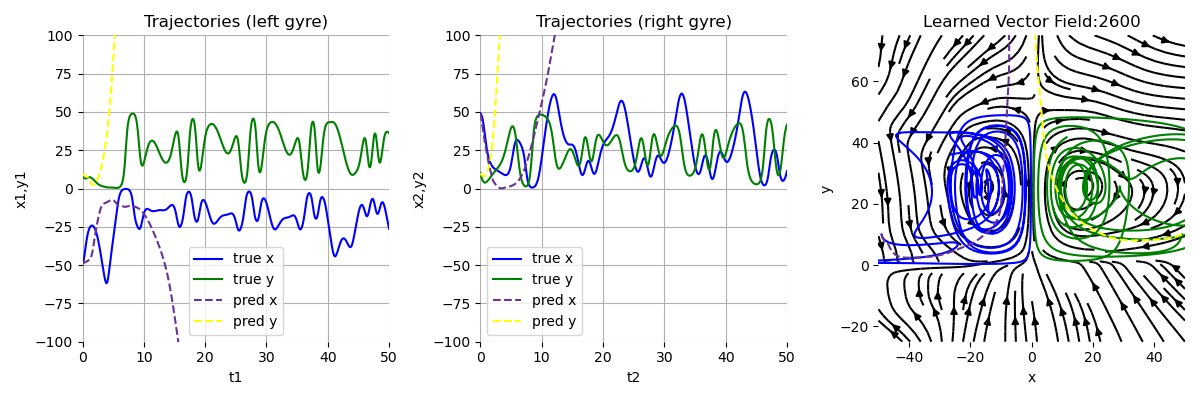 Trajectories (left gyre)
100
75
50
25
0
−25
−50
−75
−100
x1,y1
true x
true y
pred x
pred y
0 10 20 30 40 50
t1
Trajectories (right gyre)
100
75
50
25
0
−25
−50
−75
−100
x2,y2
true x
true y
pred x
pred y
0 10 20 30 40 50
t2
Learned Vector Field:2600
60
40
20
0
−20
y
−40 −20 0 20 40
x